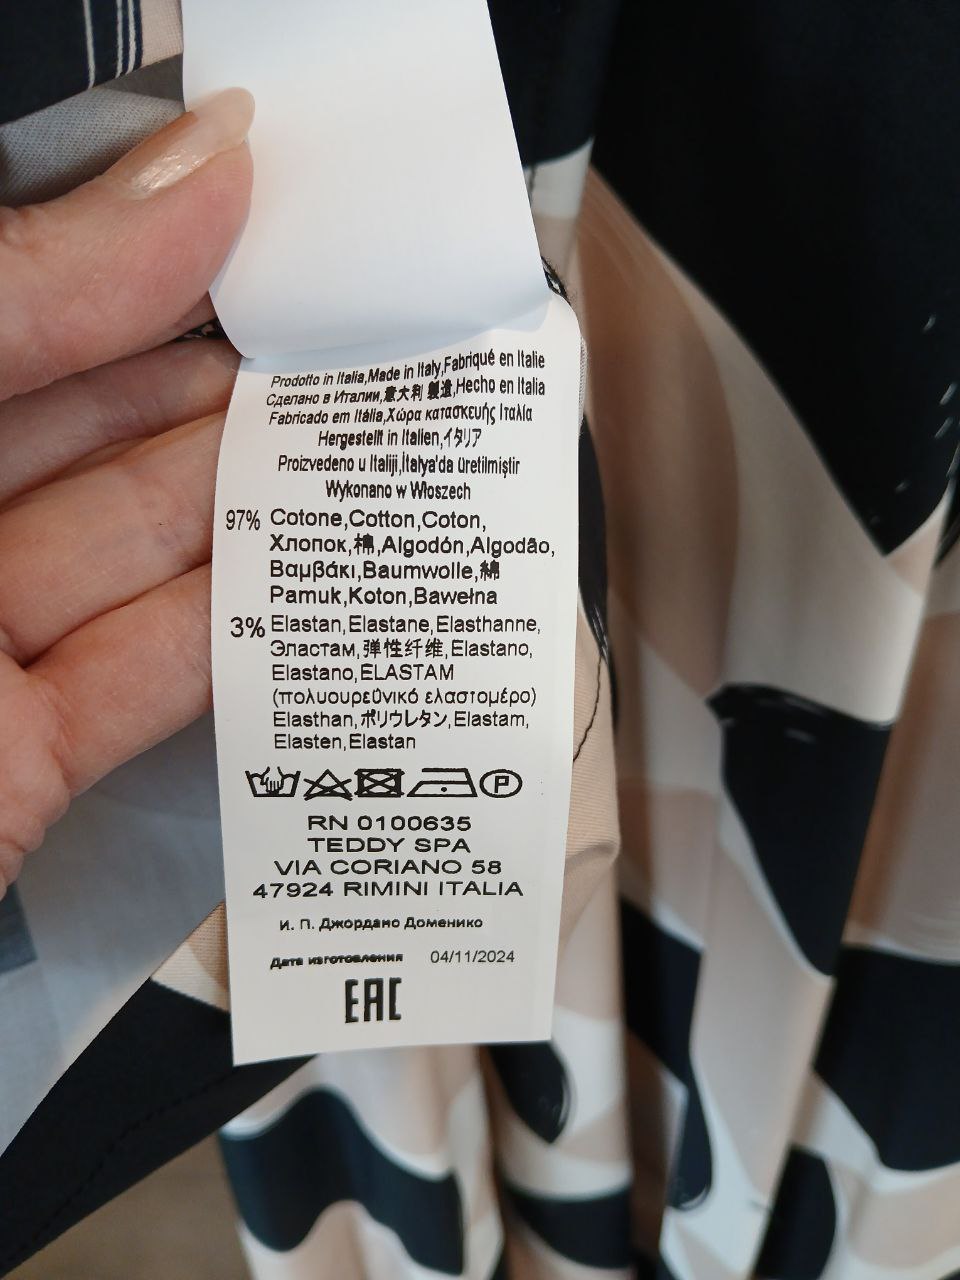 Prodotto in Italia,Made in Italy,Fabriqué en Italie
Сделано в Италии,意大利 製造,Hecho en Italia
Fabricado em Itália,Χώρα κατασκευής Ιταλία
Hergestellt in Italien,イタリア
Proizvedeno u Italiji,İtalya'da üretilmiştir
Wykonano w Włoszech
97% Cotone,Cotton,Coton,
Хлопок,棉,Algodón,Algodão,
Βαμβάκι,Baumwolle,綿
Pamuk,Koton,Bawełna
3% Elastan,Elastane,Elasthanne,
Эластам,弹性纤维,Elastano,
Elastano,ELASTAM
(πολυουρεϋνικό ελαστομέρο)
Elasthan,ポリウレタン,Elastam,
Elasten,Elastan
P
RN 0100635
TEDDY SPA
VIA CORIANO 58
47924 RIMINI ITALIA
И. П. Джордано Доменико
Дата изготовления 04/11/2024
EAC